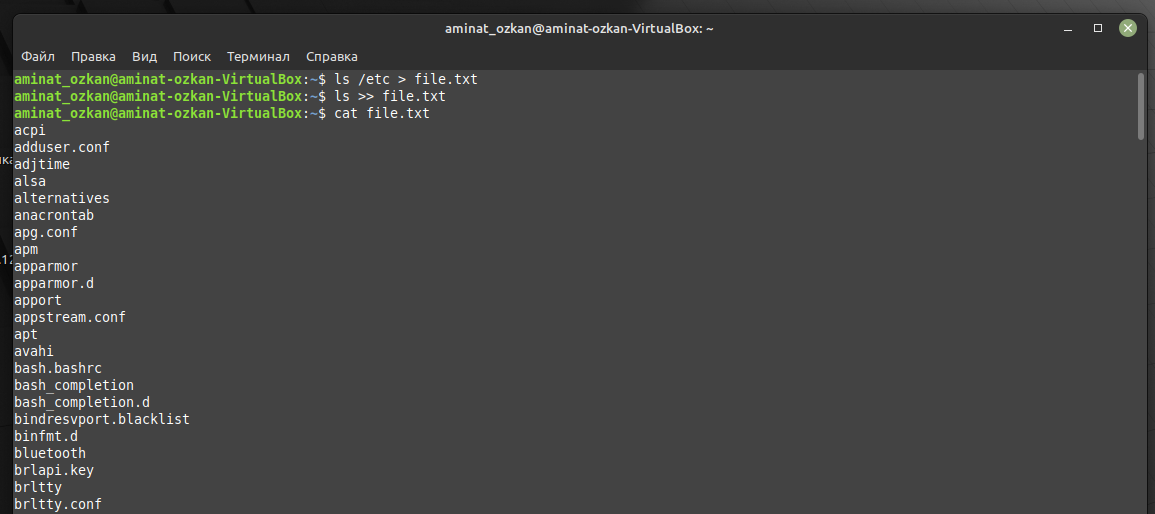 aminat_ozkan@aminat-ozkan-VirtualBox: ~
Файл Правка Вид Поиск Терминал Справка
aminat_ozkan@aminat-ozkan-VirtualBox:~$ ls /etc > file.txt
aminat_ozkan@aminat-ozkan-VirtualBox:~$ ls >> file.txt
aminat_ozkan@aminat-ozkan-VirtualBox:~$ cat file.txt
acpi
adduser.conf
adjtime
alsa
alternatives
anacrontab
apg.conf
apm
apparmor
apparmor.d
apport
appstream.conf
apt
avahi
bash.bashrc
bash_completion
bash_completion.d
bindresvport.blacklist
binfmt.d
bluetooth
brlapi.key
brltty
brltty.conf